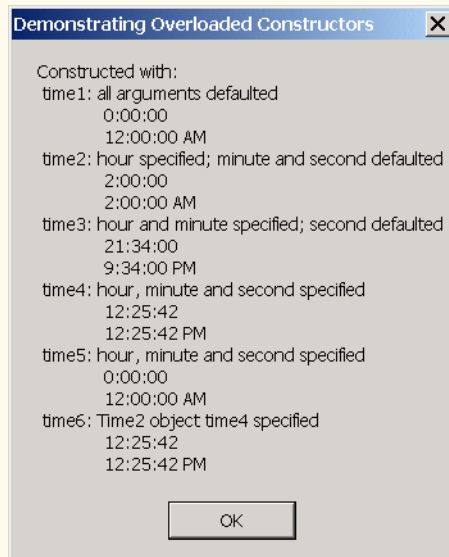 Demonstrating Overloaded Constructors
Constructed with:
time1: all arguments defaulted
0:00:00
12:00:00 AM
time2: hour specified; minute and second defaulted
2:00:00
2:00:00 AM
time3: hour and minute specified; second defaulted
21:34:00
9:34:00 PM
time4: hour, minute and second specified
12:25:42
12:25:42 PM
time5: hour, minute and second specified
0:00:00
12:00:00 AM
time6: Time2 object time4 specified
12:25:42
12:25:42 PM
OK